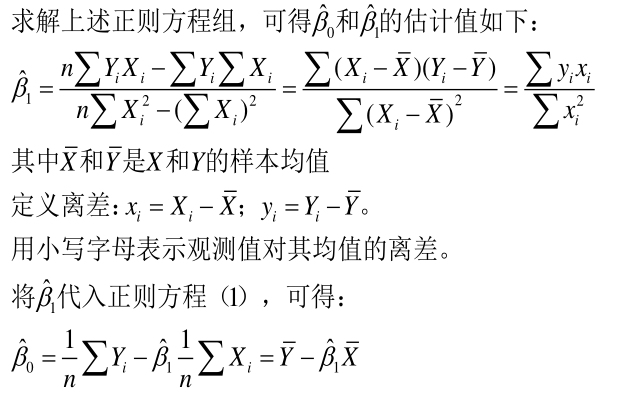 求解上述正则方程组，可得β̂₀和β̂₁的估计值如下：
β̂₁ = (n∑YᵢXᵢ − ∑Yᵢ∑Xᵢ) / (n∑Xᵢ² − (∑Xᵢ)²) = ∑(Xᵢ − X̄)(Yᵢ − Ȳ) / ∑(Xᵢ − X̄)² = ∑yᵢxᵢ / ∑xᵢ²
其中X̄和Ȳ是X和Y的样本均值
定义离差：xᵢ = Xᵢ − X̄；yᵢ = Yᵢ − Ȳ。
用小写字母表示观测值对其均值的离差。
将β̂₁代入正则方程（1），可得：
β̂₀ = 1/n ∑Yᵢ − β̂₁ 1/n ∑Xᵢ = Ȳ − β̂₁X̄